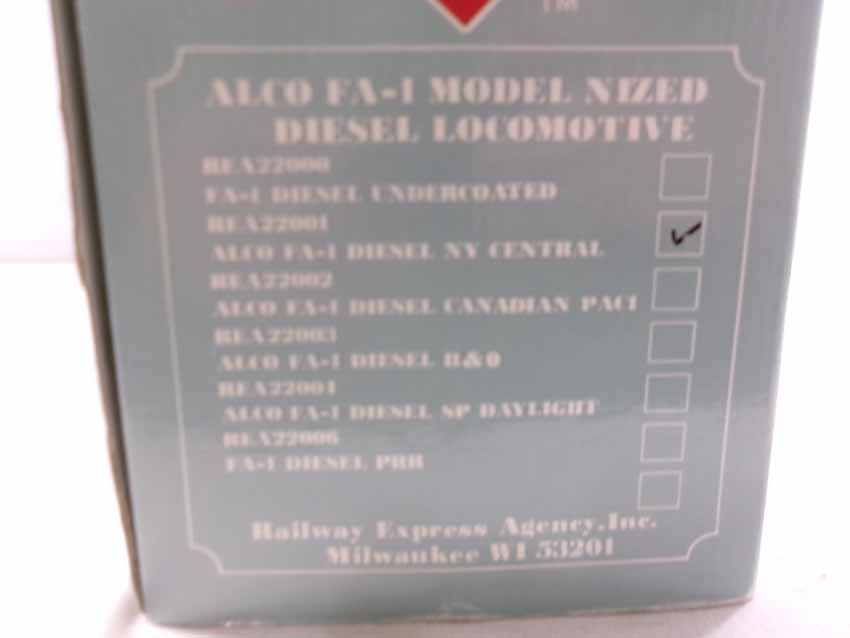 TM
ALCO FA-1 MODEL NIZED
DIESEL LOCOMOTIVE
REA22000
FA-1 DIESEL UNDERCOATED
REA22001
ALCO FA-1 DIESEL NY CENTRAL
REA22002
ALCO FA-1 DIESEL CANADIAN PACI
REA22003
ALCO FA-1 DIESEL B&O
REA22004
ALCO FA-1 DIESEL SP DAYLIGHT
REA22006
FA-1 DIESEL PRR
Railway Express Agency,Inc.
Milwaukee WI 53201